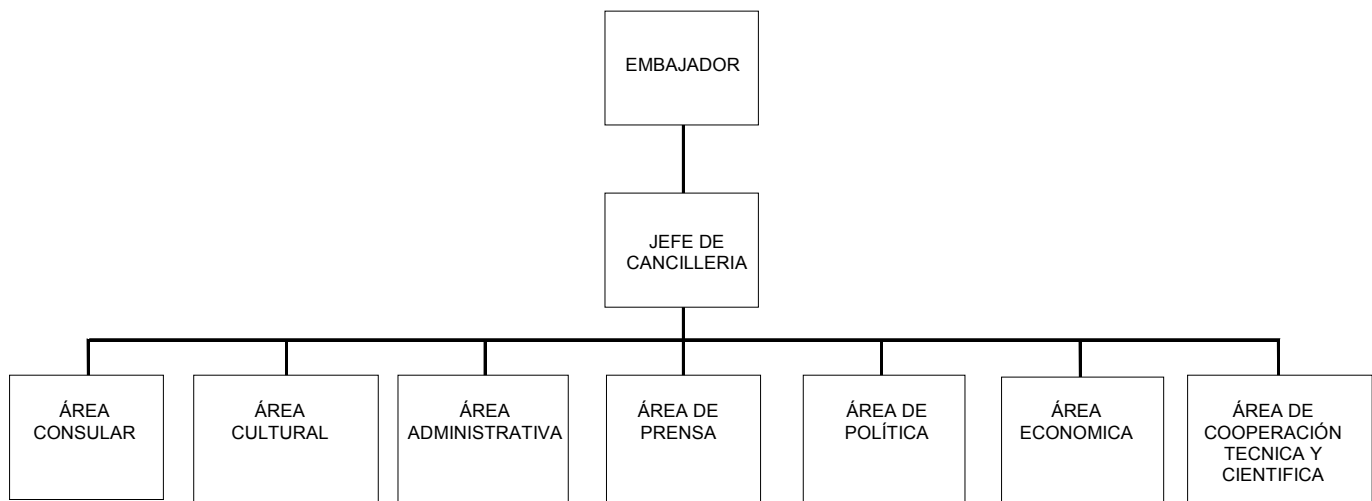 EMBAJADOR
JEFE DE
CANCILLERIA
ÁREA
CONSULAR
ÁREA
CULTURAL
ÁREA
ADMINISTRATIVA
ÁREA DE
PRENSA
ÁREA DE
POLÍTICA
ÁREA
ECONOMICA
ÁREA DE
COOPERACIÓN
TECNICA Y
CIENTIFICA